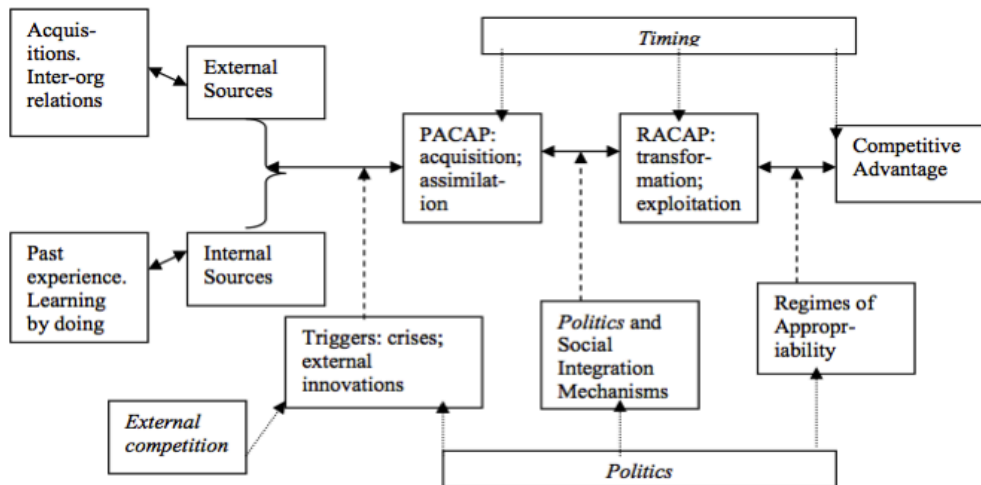 Acquis-
itions.
Inter-org
relations
External
Sources
Timing
PACAP:
acquisition;
assimilat-
ion
RACAP:
transfor-
mation;
exploitation
Competitive
Advantage
Past
experience.
Learning
by doing
Internal
Sources
Triggers: crises;
external
innovations
Politics and
Social
Integration
Mechanisms
Regimes of
Appropr-
iability
External
competition
Politics